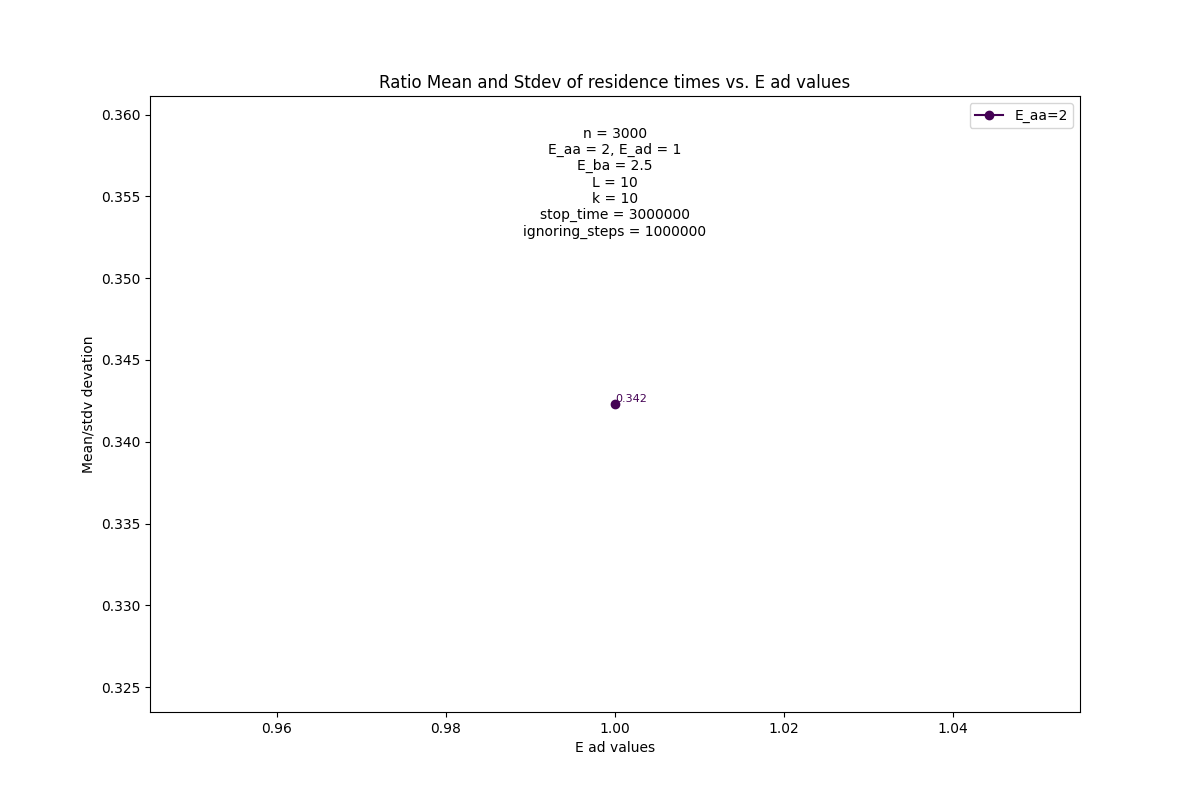 Ratio Mean and Stdev of residence times vs. E ad values
0.360
0.355
0.350
0.345
0.340
0.335
0.330
0.325
Mean/stdv devation
E_aa=2
n = 3000
E_aa = 2, E_ad = 1
E_ba = 2.5
L = 10
k = 10
stop_time = 3000000
ignoring_steps = 1000000
0.342
0.96 0.98 1.00 1.02 1.04
E ad values